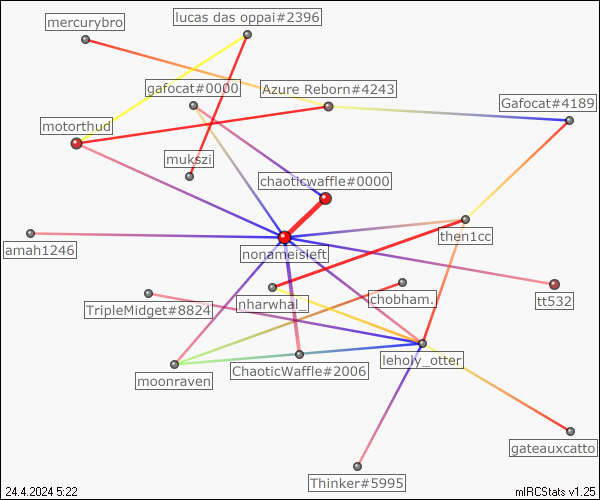 lucas das oppai#2396
mercurybro
gafocat#0000
Azure Reborn#4243
Gafocat#4189
motorthud
mukszi
chaoticwaffle#0000
then1cc
amah1246
nonameisleft
tt532
nharwhal_
chobham.
TripleMidget#8824
leholy_otter
ChaoticWaffle#2006
moonraven
gateauxcatto
Thinker#5995
24.4.2024 5:22
mIRCStats v1.25